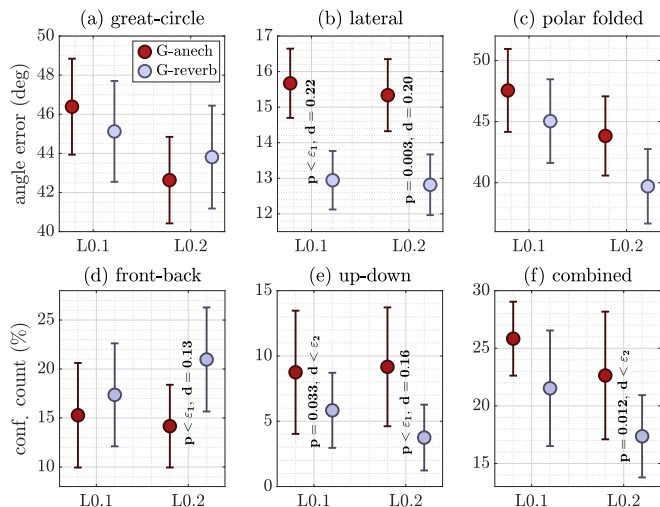 (a) great-circle
(b) lateral
(c) polar folded
angle error (deg)
50
48
46
44
42
40
G-anech
G-reverb
L0.1
L0.2
17
16
15
14
13
12
p < ε₁, d = 0.22
p = 0.003, d = 0.20
L0.1
L0.2
50
45
40
L0.1
L0.2
(d) front-back
(e) up-down
(f) combined
conf. count (%)
25
20
15
10
p < ε₁, d = 0.13
L0.1
L0.2
15
10
5
0
p = 0.033, d < ε₂
p < ε₁, d = 0.16
L0.1
L0.2
30
25
20
15
p = 0.012, d < ε₂
L0.1
L0.2